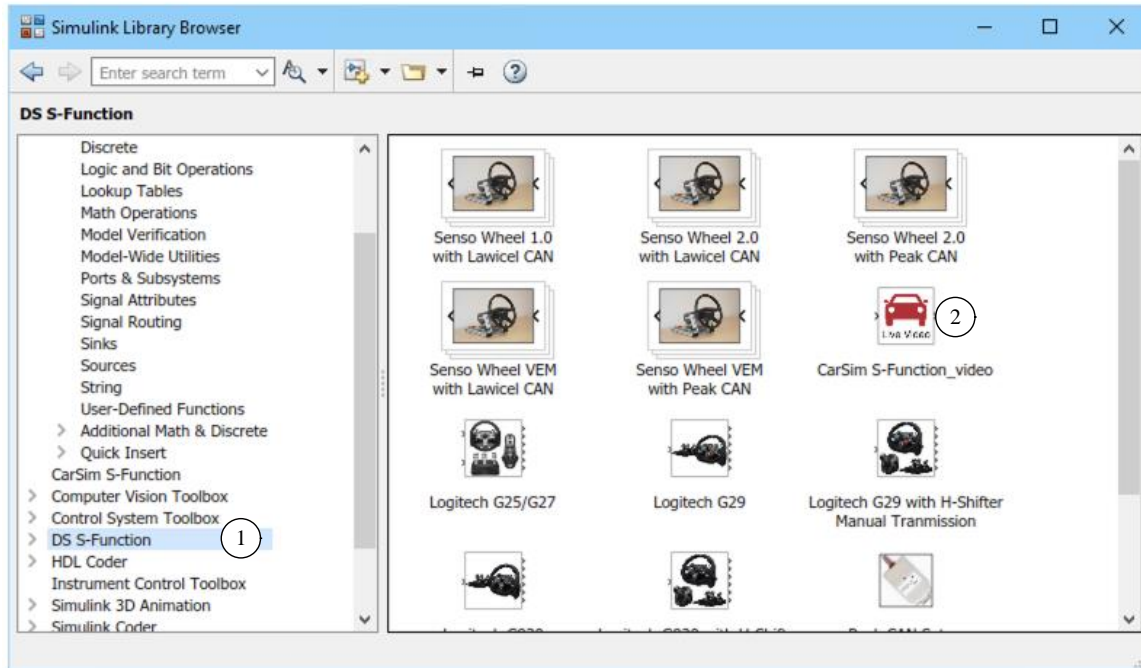 Simulink Library Browser
Enter search term
DS S-Function
Discrete
Logic and Bit Operations
Lookup Tables
Math Operations
Model Verification
Model-Wide Utilities
Ports & Subsystems
Signal Attributes
Signal Routing
Sinks
Sources
String
User-Defined Functions
Additional Math & Discrete
Quick Insert
CarSim S-Function
Computer Vision Toolbox
Control System Toolbox
DS S-Function
1
HDL Coder
Instrument Control Toolbox
Simulink 3D Animation
Simulink Coder
Senso Wheel 1.0
with Lawicel CAN
Senso Wheel 2.0
with Lawicel CAN
Senso Wheel 2.0
with Peak CAN
Senso Wheel VEM
with Lawicel CAN
Senso Wheel VEM
with Peak CAN
Live Video
2
CarSim S-Function_video
Logitech G25/G27
Logitech G29
Logitech G29 with H-Shifter
Manual Tranmission